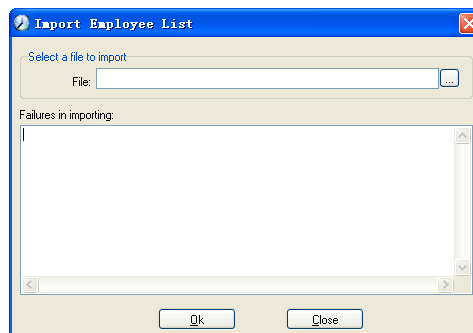 Import Employee List
Select a file to import
File:
...
Failures in importing:
Ok
Close